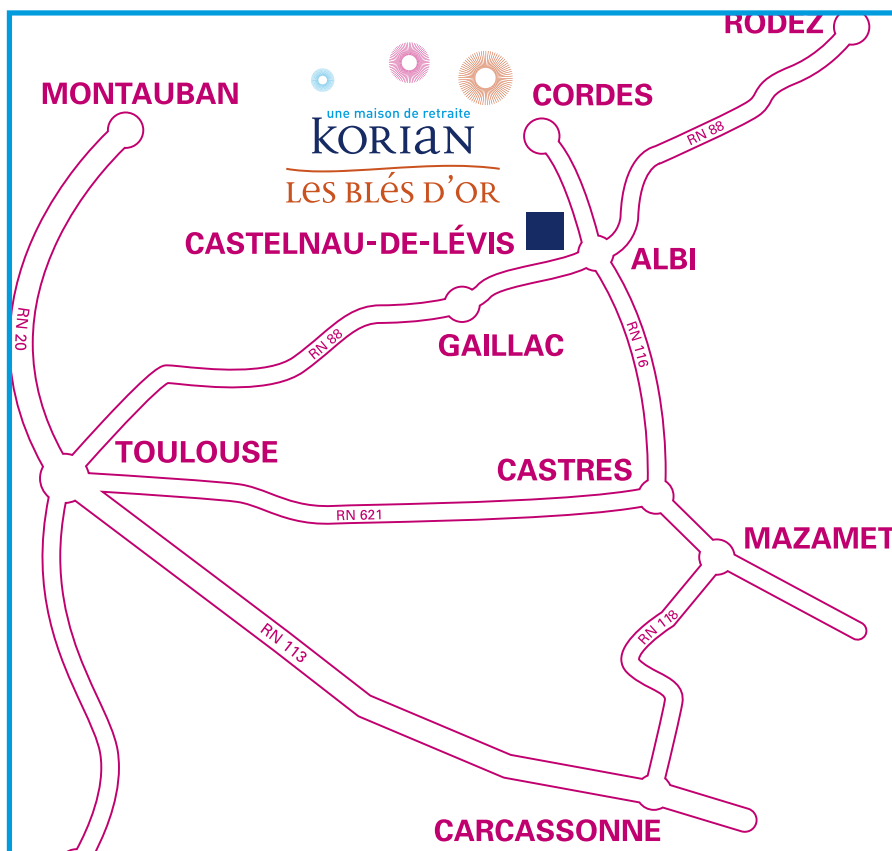 RODEZ
MONTAUBAN
CORDES
une maison de retraite
KORIAN
Les BLÉS D'OR
RN 88
CASTELNAU-DE-LÉVIS
ALBI
RN 20
RN 88
GAILLAC
RN 116
TOULOUSE
CASTRES
RN 621
MAZAMET
RN 113
RN 118
CARCASSONNE